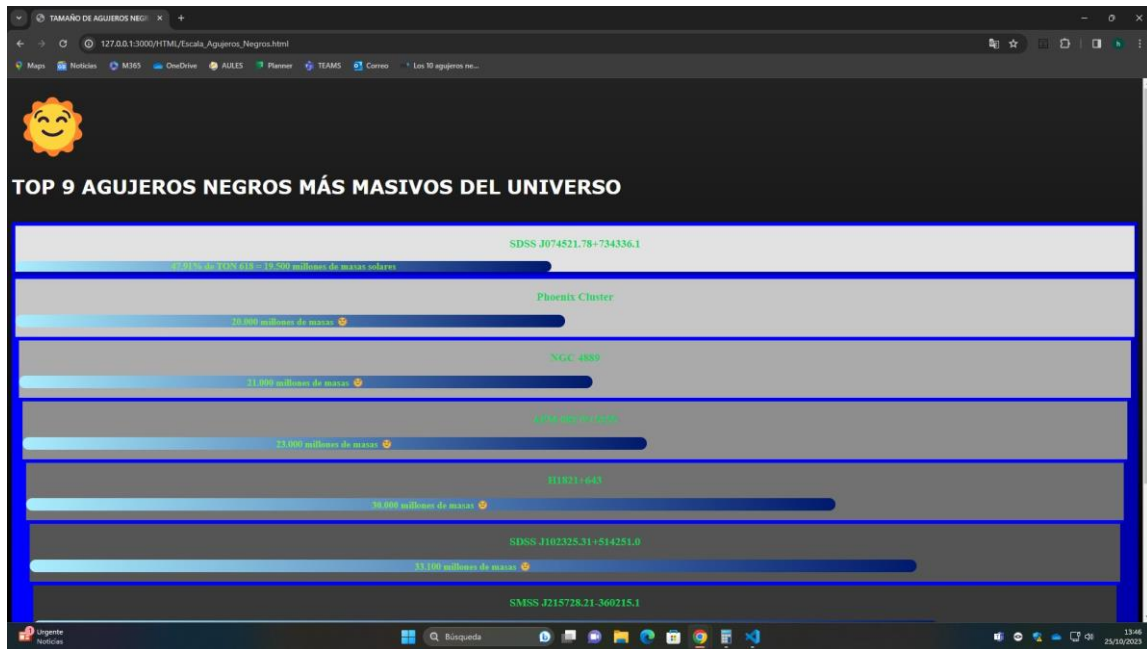 TAMAÑO DE AGUJEROS NEGR
127.0.0.1:3000/HTML/Escala_Agujeros_Negros.html
Maps Noticies M365 OneDrive AULES Planner TEAMS Correo Los 10 agujeros ne...
TOP 9 AGUJEROS NEGROS MÁS MASIVOS DEL UNIVERSO
SDSS J074521.78+734336.1
47.91% de TON 618 = 19.500 millones de masas solares
Phoenix Cluster
20.000 millones de masas
NGC 4889
21.000 millones de masas
23.000 millones de masas
H1821+643
30.000 millones de masas
SDSS J102325.31+514251.0
33.100 millones de masas
SMSS J215728.21-360215.1
Urgente
Noticias
Búsqueda
13:46
25/10/2023